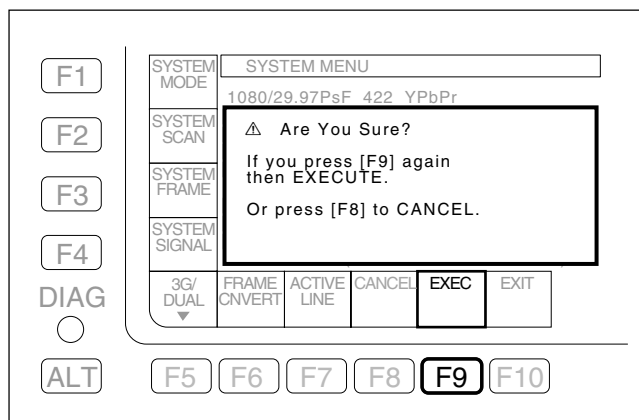 F1
F2
F3
F4
DIAG
ALT
SYSTEM
MODE
SYSTEM
SCAN
SYSTEM
FRAME
SYSTEM
SIGNAL
SYSTEM MENU
1080/29.97PsF 422 YPbPr
⚠ Are You Sure?
If you press [F9] again
then EXECUTE.
Or press [F8] to CANCEL.
3G/
DUAL
▼
FRAME
CNVERT
ACTIVE
LINE
CANCEL
EXEC
EXIT
F5
F6
F7
F8
F9
F10